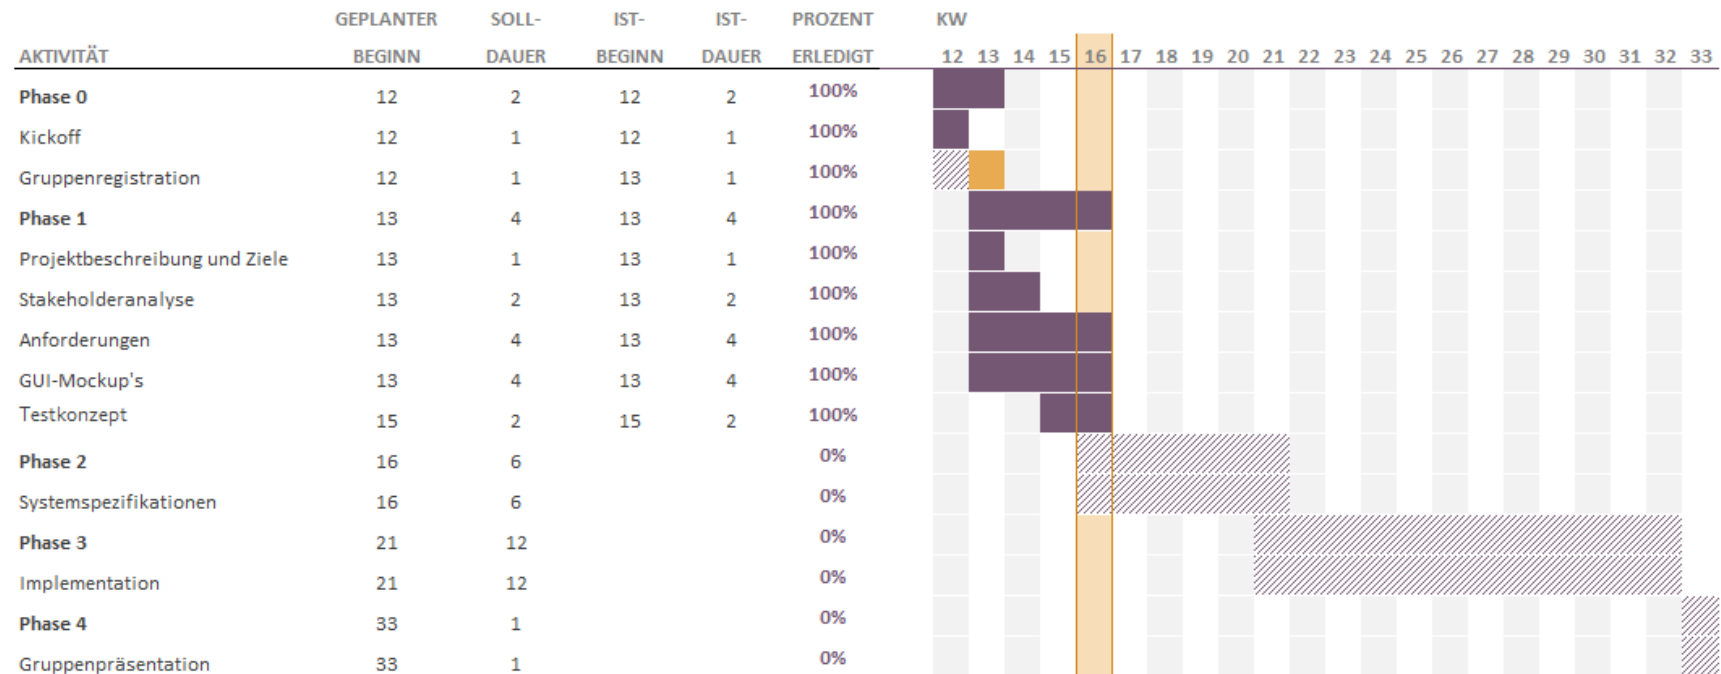 GEPLANTER SOLL- IST- IST- PROZENT KW
AKTIVITÄT BEGINN DAUER BEGINN DAUER ERLEDIGT 12 13 14 15 16 17 18 19 20 21 22 23 24 25 26 27 28 29 30 31 32 33
Phase 0 12 2 12 2 100%
Kickoff 12 1 12 1 100%
Gruppenregistration 12 1 13 1 100%
Phase 1 13 4 13 4 100%
Projektbeschreibung und Ziele 13 1 13 1 100%
Stakeholderanalyse 13 2 13 2 100%
Anforderungen 13 4 13 4 100%
GUI-Mockup's 13 4 13 4 100%
Testkonzept 15 2 15 2 100%
Phase 2 16 6 0%
Systemspezifikationen 16 6 0%
Phase 3 21 12 0%
Implementation 21 12 0%
Phase 4 33 1 0%
Gruppenpräsentation 33 1 0%